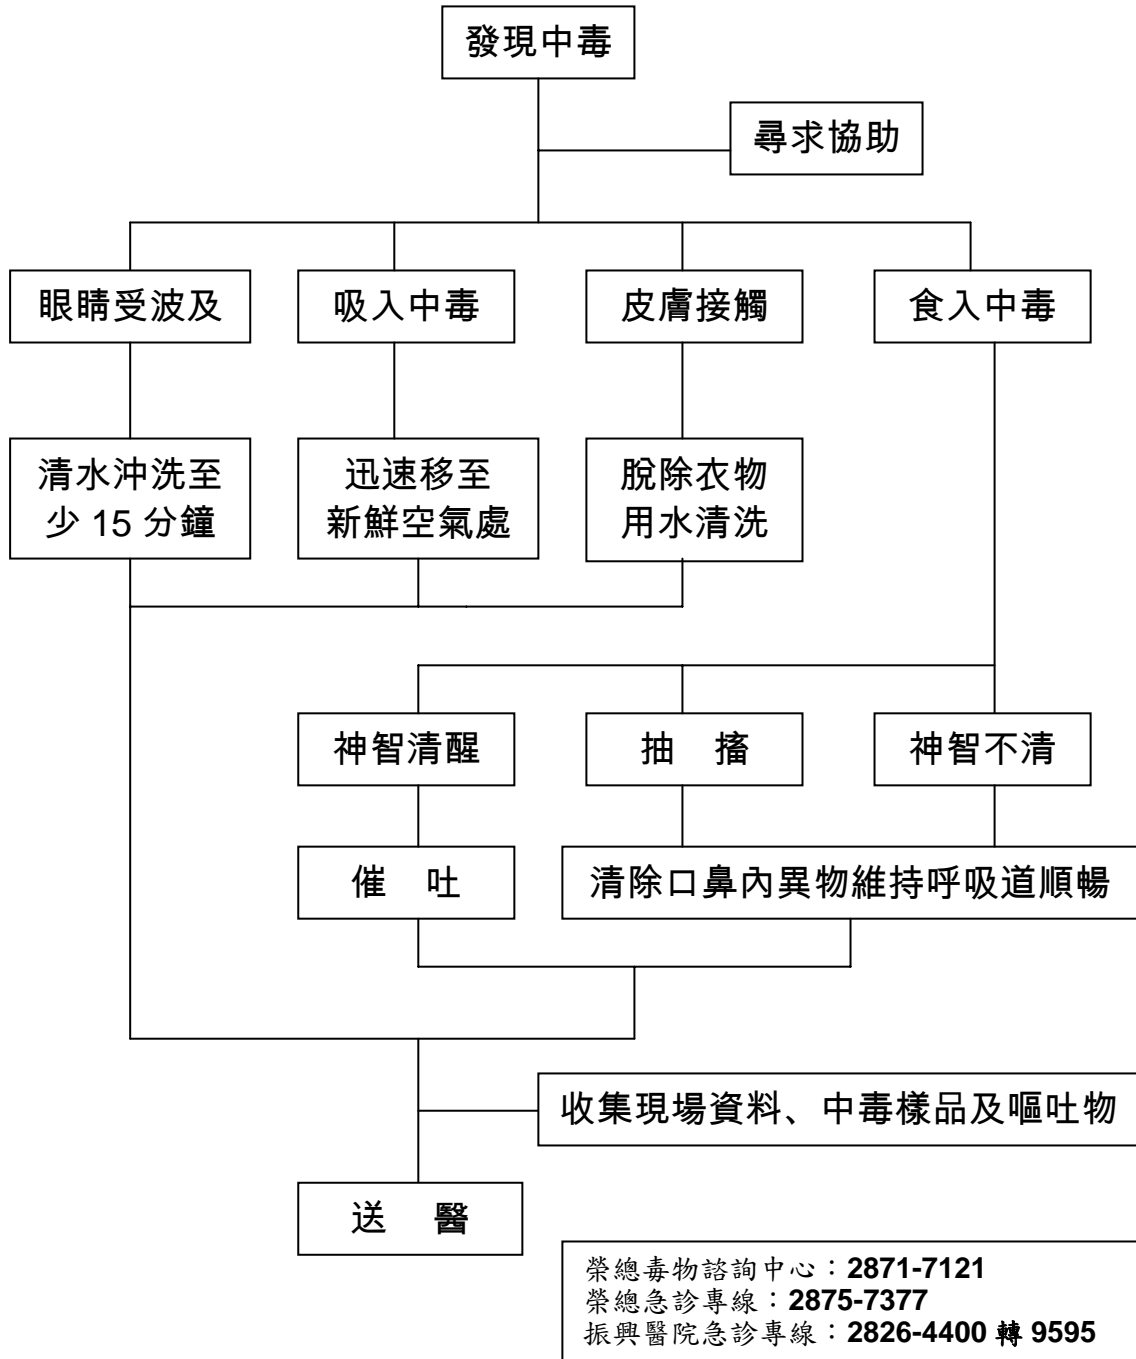 發現中毒
尋求協助
眼睛受波及
吸入中毒
皮膚接觸
食入中毒
清水沖洗至
少 15 分鐘
迅速移至
新鮮空氣處
脫除衣物
用水清洗
神智清醒
抽　搐
神智不清
催　吐
清除口鼻內異物維持呼吸道順暢
收集現場資料、中毒樣品及嘔吐物
送　醫
榮總毒物諮詢中心：2871-7121
榮總急診專線：2875-7377
振興醫院急診專線：2826-4400 轉 9595